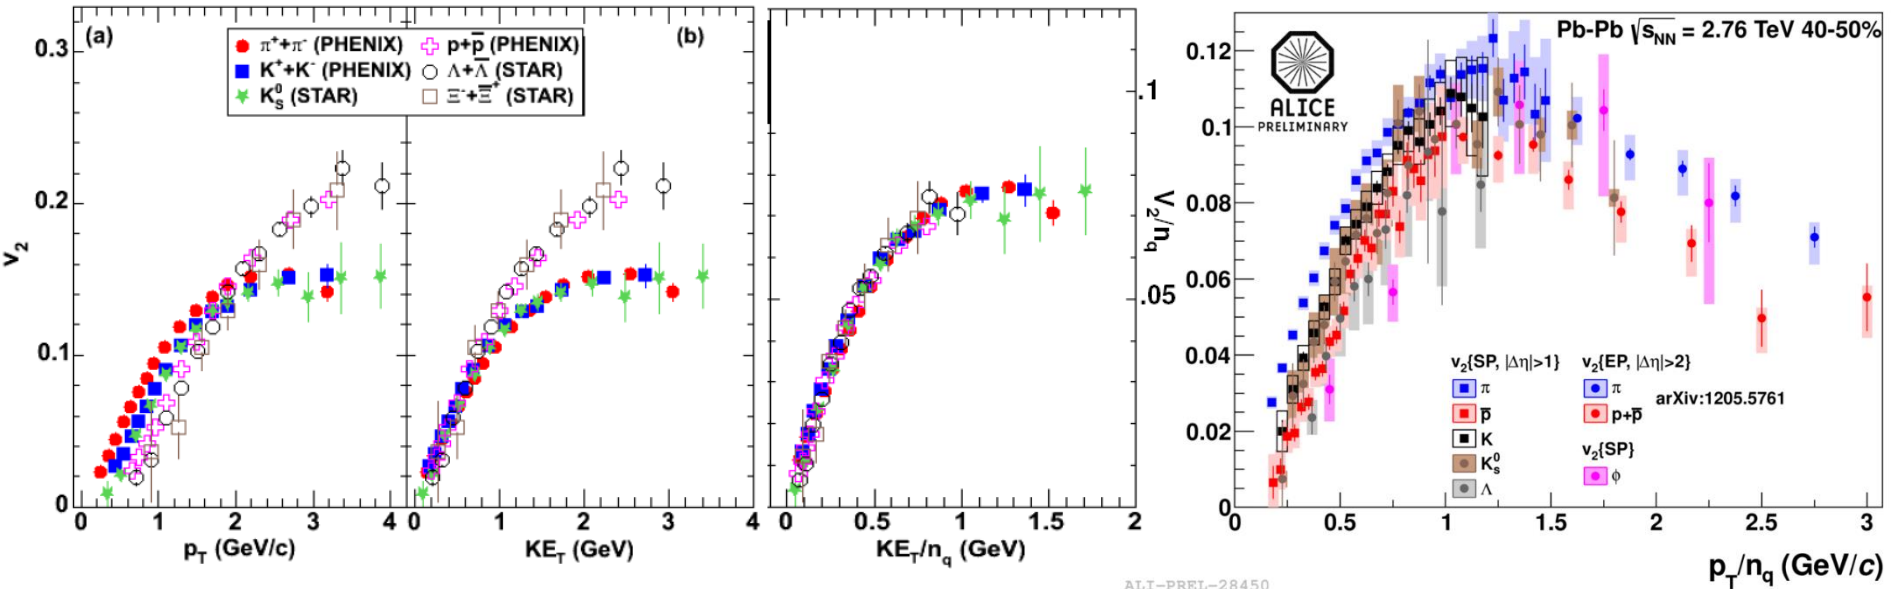 (a)
π⁺+π⁻ (PHENIX)
K⁺+K⁻ (PHENIX)
K⁰S (STAR)
p+p̅ (PHENIX)
Λ+Λ̅ (STAR)
Ξ⁻+Ξ̅⁺ (STAR)
(b)
v₂
0.3
0.2
0.1
0
0 1 2 3 4
pT (GeV/c)
0 1 2 3 4
KET (GeV)
.1
.05
V₂/nq
0 0.5 1 1.5 2
KET/nq (GeV)
Pb-Pb √sNN = 2.76 TeV 40-50%
ALICE
PRELIMINARY
0.12
0.1
0.08
0.06
0.04
0.02
0
v₂{SP, |Δη|>1}
π
p̅
K
K⁰s
Λ
v₂{EP, |Δη|>2}
π
p+p̅
arXiv:1205.5761
v₂{SP}
ϕ
0 0.5 1 1.5 2 2.5 3
pT/nq (GeV/c)
ALI-PREL-28450